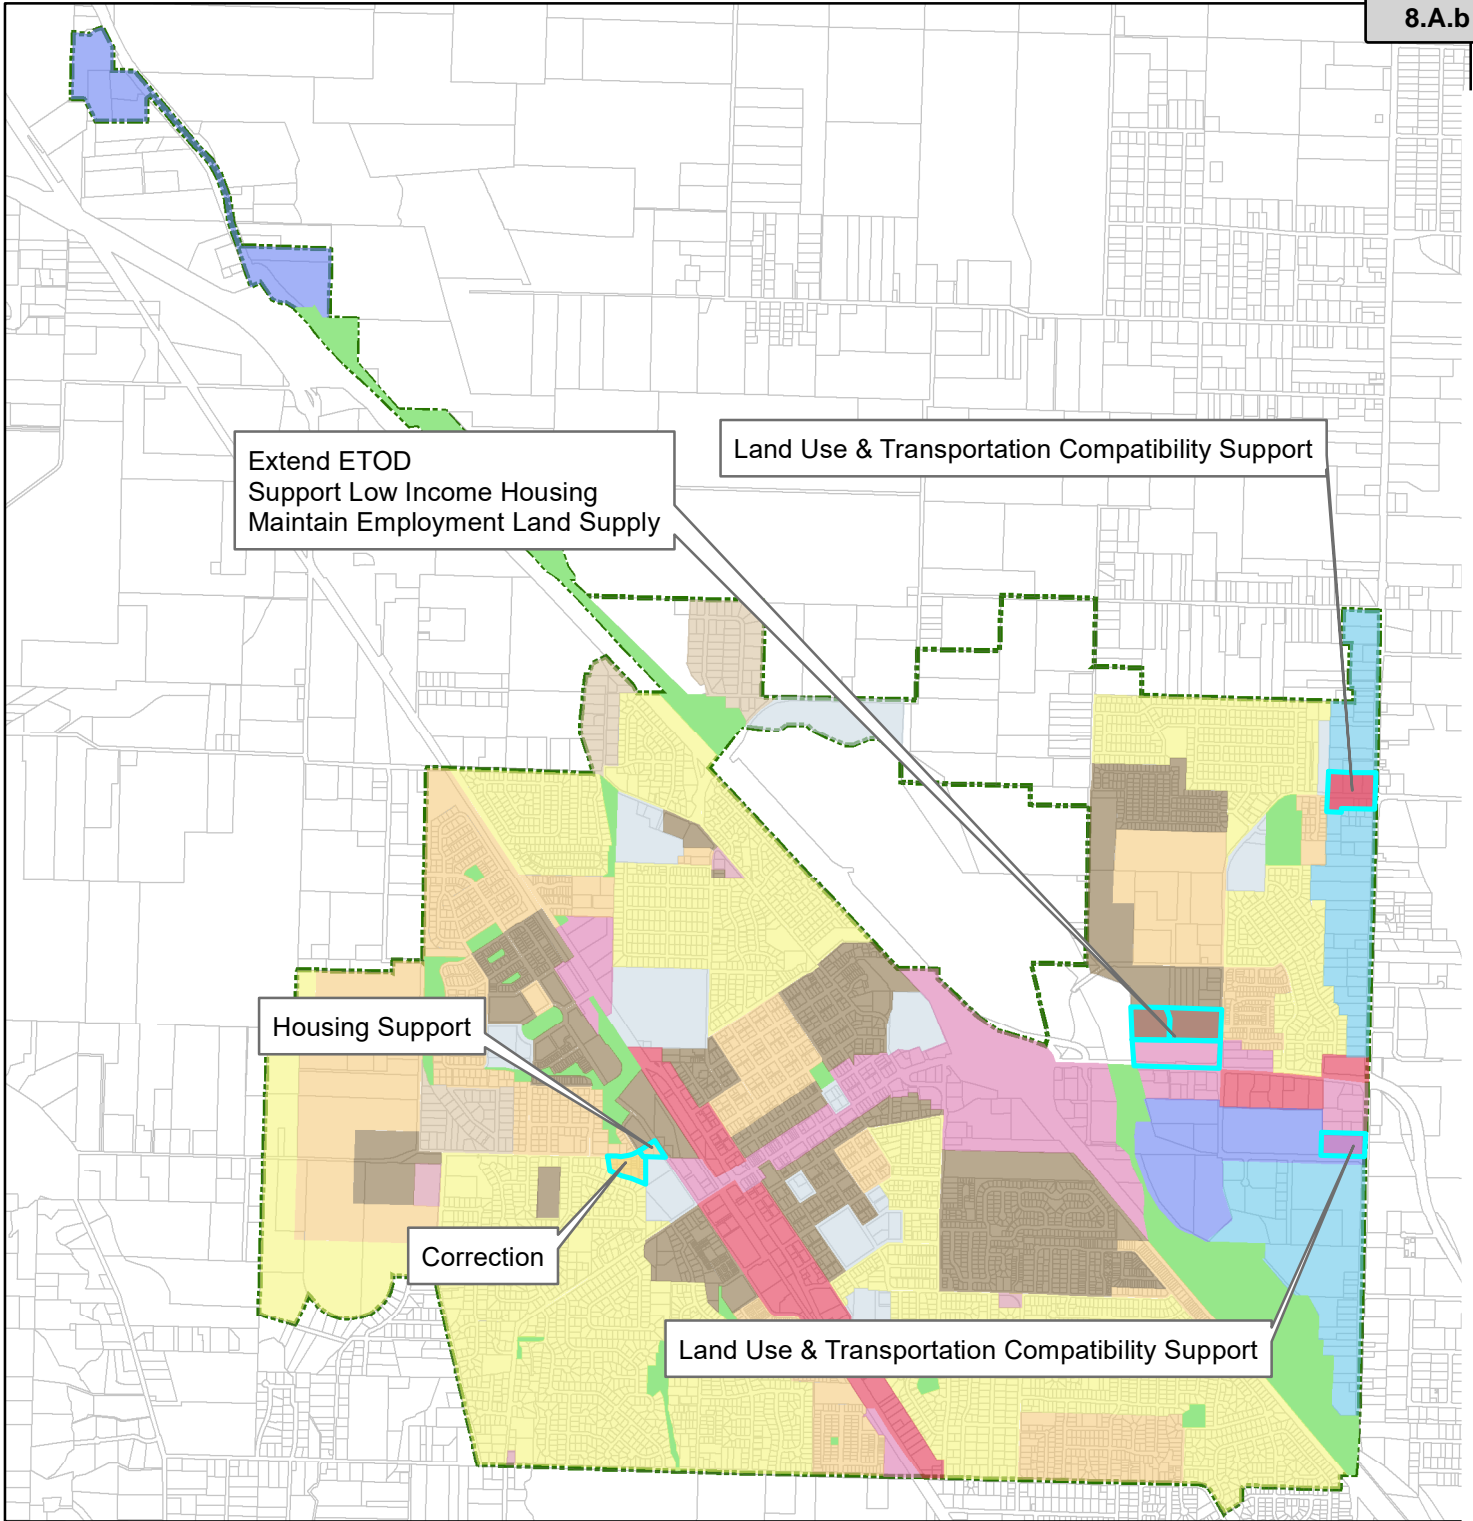 8.A.b
Land Use & Transportation Compatibility Support
Extend ETOD
Support Low Income Housing
Maintain Employment Land Supply
Housing Support
Correction
Land Use & Transportation Compatibility Support